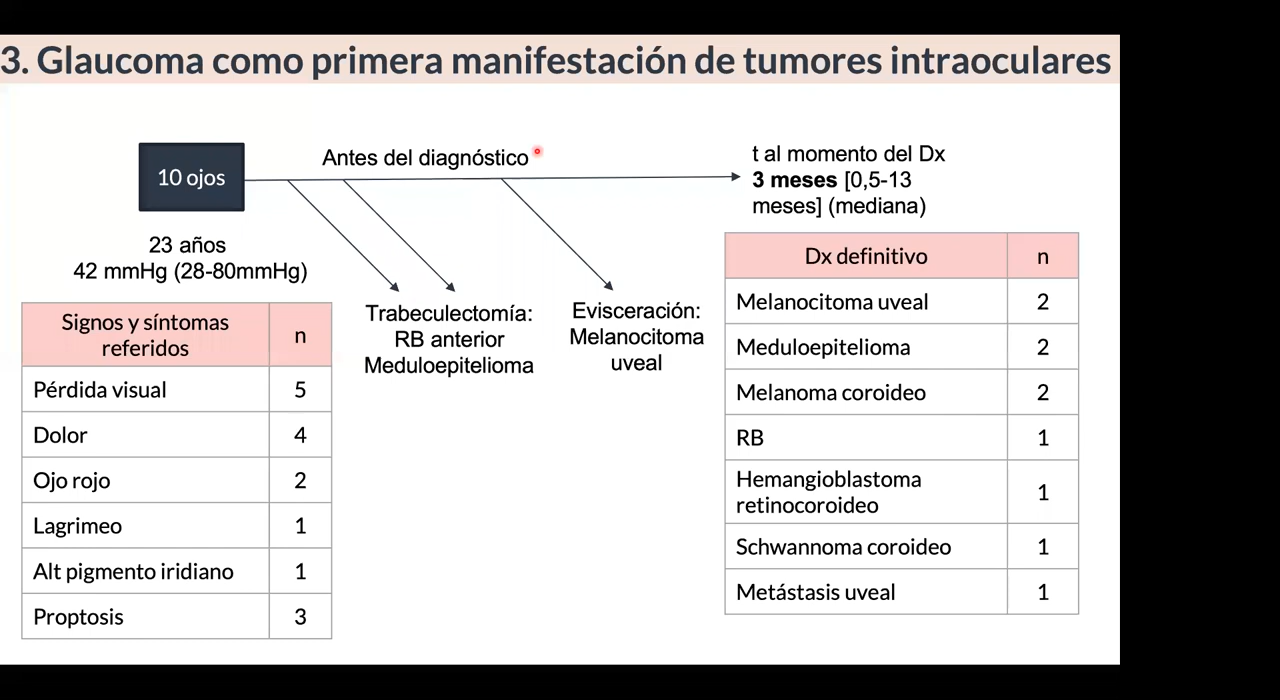 3. Glaucoma como primera manifestación de tumores intraoculares
10 ojos
23 años
42 mmHg (28-80mmHg)
Antes del diagnóstico
t al momento del Dx
3 meses [0,5-13
meses] (mediana)
Trabeculectomía:
RB anterior
Meduloepitelioma
Evisceración:
Melanocitoma
uveal
Signos y síntomas
referidos
n
Pérdida visual 5
Dolor 4
Ojo rojo 2
Lagrimeo 1
Alt pigmento iridiano 1
Proptosis 3
Dx definitivo n
Melanocitoma uveal 2
Meduloepitelioma 2
Melanoma coroideo 2
RB 1
Hemangioblastoma
retinocoroideo
1
Schwannoma coroideo 1
Metástasis uveal 1